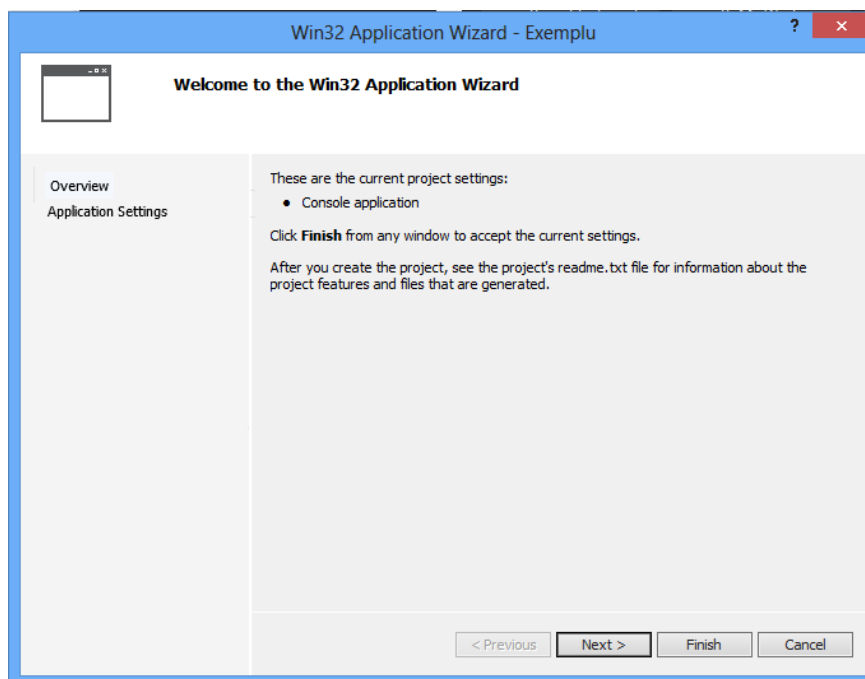 Win32 Application Wizard - Exemplu
?
Welcome to the Win32 Application Wizard
Overview
Application Settings
These are the current project settings:
• Console application
Click Finish from any window to accept the current settings.
After you create the project, see the project's readme.txt file for information about the
project features and files that are generated.
< Previous
Next >
Finish
Cancel